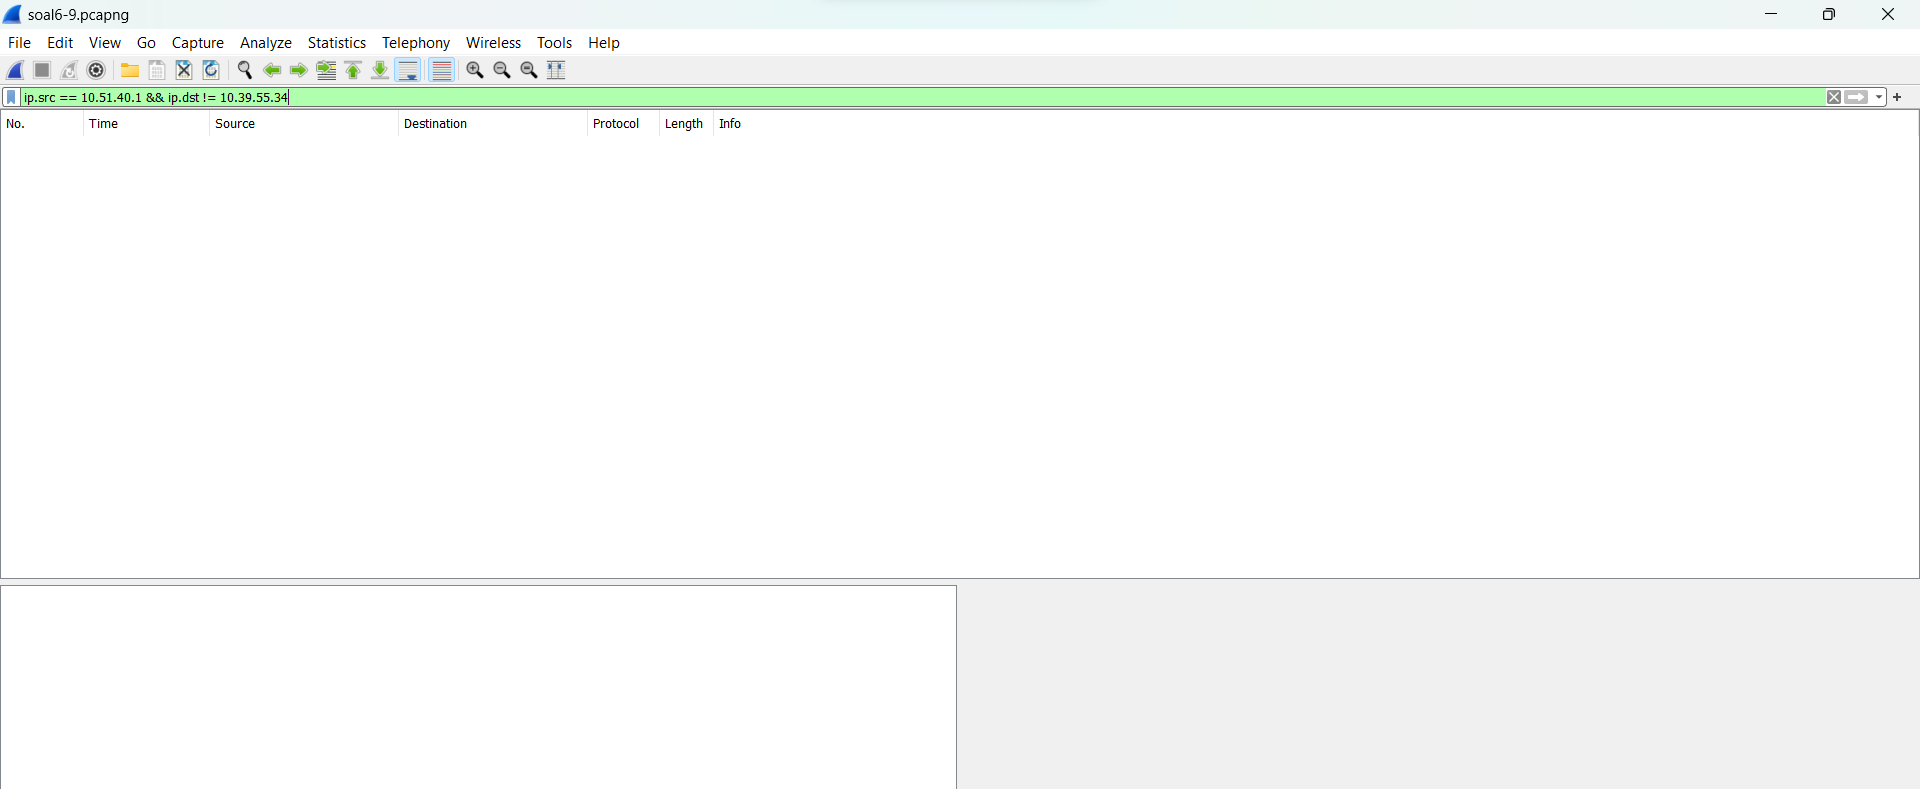 soal6-9.pcapng
File Edit View Go Capture Analyze Statistics Telephony Wireless Tools Help
ip.src == 10.51.40.1 && ip.dst != 10.39.55.34
No. Time Source Destination Protocol Length Info